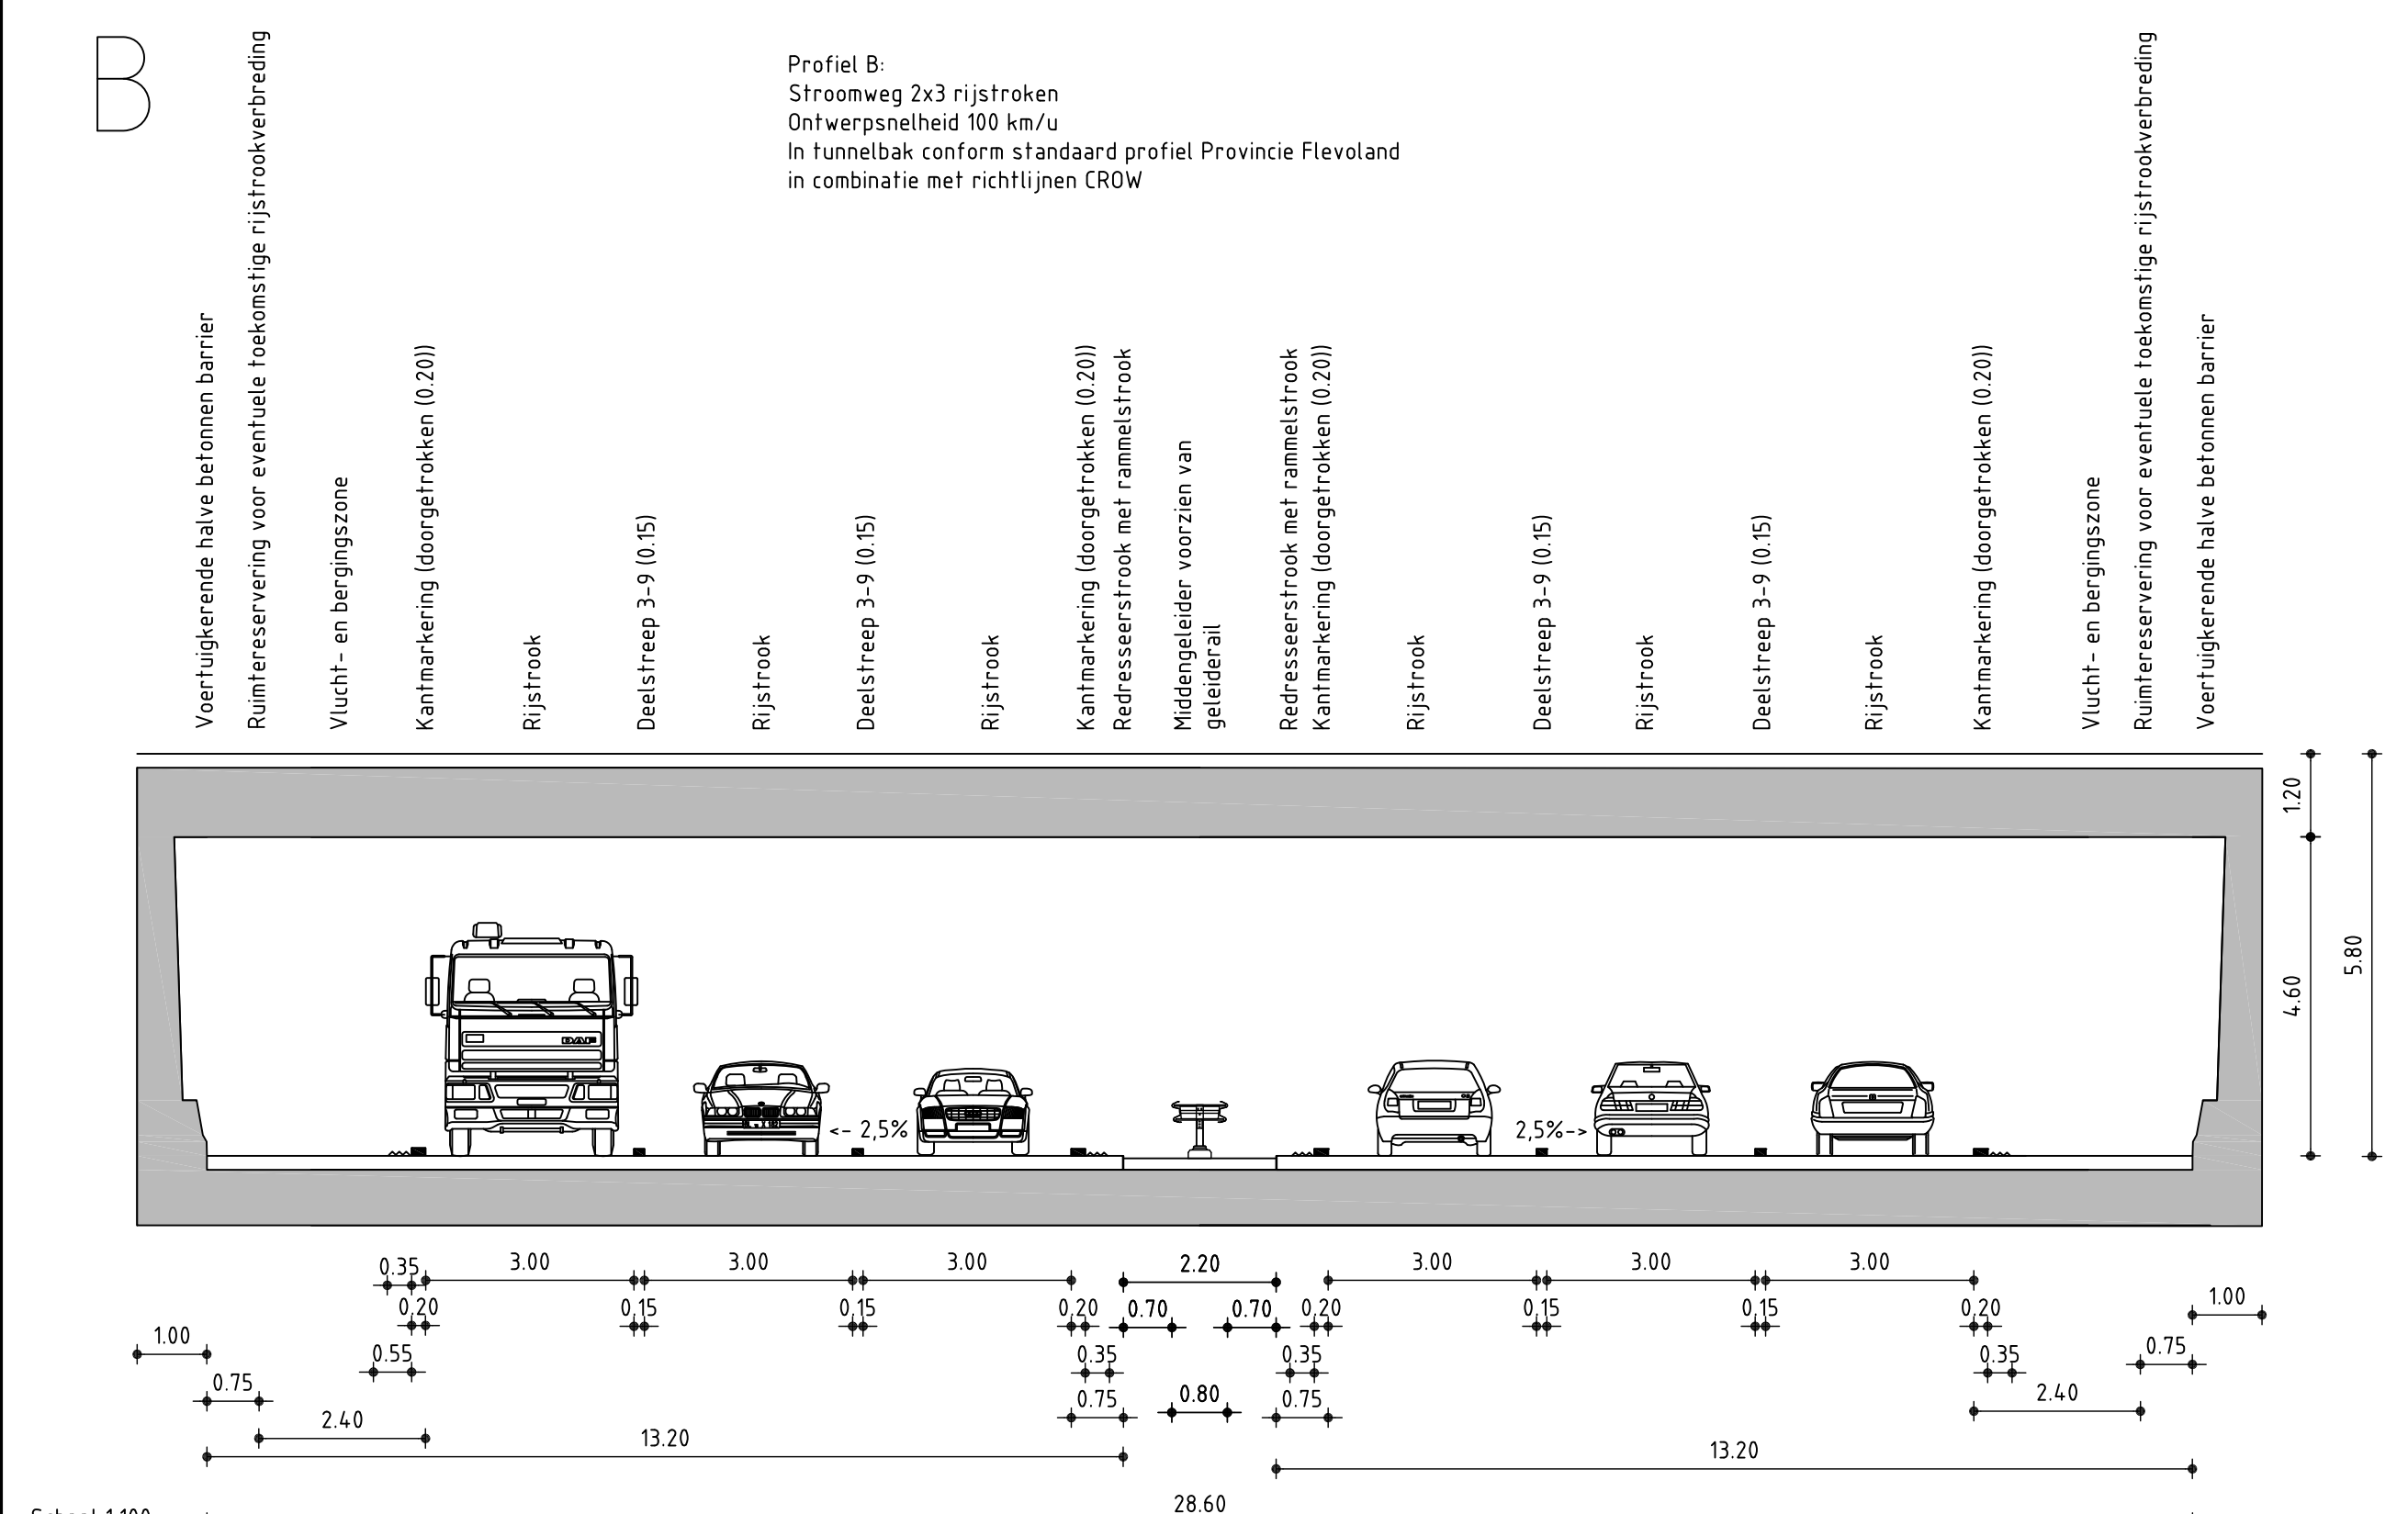 B
Profiel B:
Stroomweg 2x3 rijstroken
Ontwerpsnelheid 100 km/u
In tunnelbak conform standaard profiel Provincie Flevoland
in combinatie met richtlijnen CROW
Voertuigkerende halve betonnen barrier
Ruimtereservering voor eventuele toekomstige rijstrookverbreding
Vlucht- en bergingszone
Kantmarkering (doorgetrokken (0.20))
Rijstrook
Deelstreep 3-9 (0.15)
Rijstrook
Deelstreep 3-9 (0.15)
Rijstrook
Kantmarkering (doorgetrokken (0.20))
Redresseerstrook met rammelstrook
Middengeleider voorzien van
geleiderail
Redresseerstrook met rammelstrook
Kantmarkering (doorgetrokken (0.20))
Rijstrook
Deelstreep 3-9 (0.15)
Rijstrook
Deelstreep 3-9 (0.15)
Rijstrook
Kantmarkering (doorgetrokken (0.20))
Vlucht- en bergingszone
Ruimtereservering voor eventuele toekomstige rijstrookverbreding
Voertuigkerende halve betonnen barrier
1.20
4.60
5.80
DAF
<- 2,5%
2,5%->
0.35 3.00 3.00 3.00 2.20 3.00 3.00 3.00
0.20 0.15 0.15 0.20 0.70 0.70 0.20 0.15 0.15 0.20 1.00
1.00 0.55 0.35 0.35 0.35 0.75
0.75 0.75 0.80 0.75 2.40
2.40 13.20 13.20
28.60